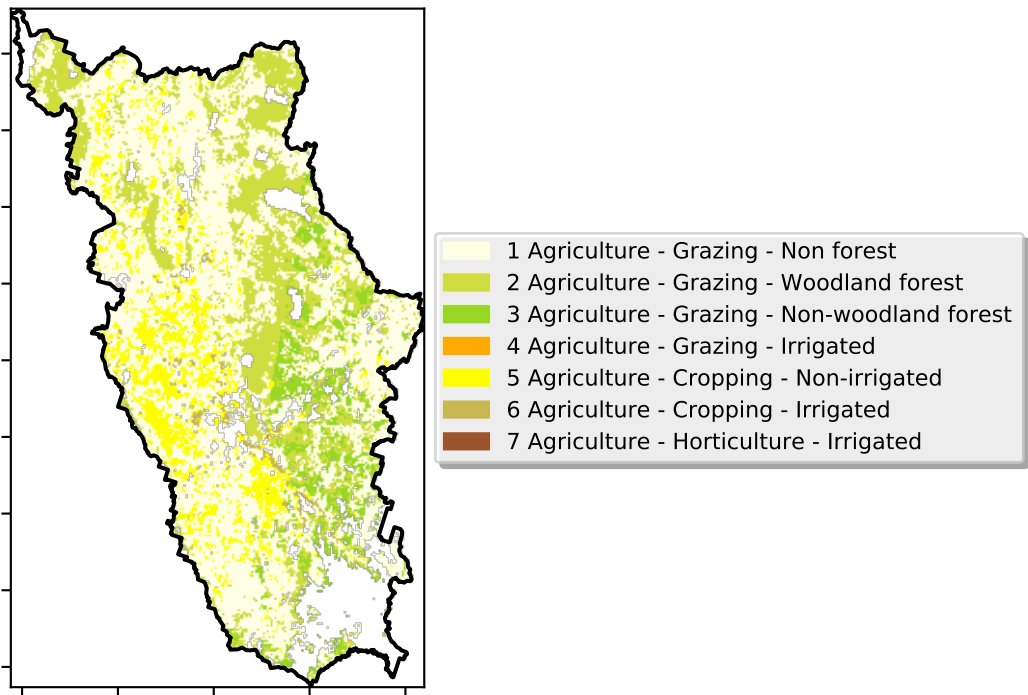 1 Agriculture - Grazing - Non forest
2 Agriculture - Grazing - Woodland forest
3 Agriculture - Grazing - Non-woodland forest
4 Agriculture - Grazing - Irrigated
5 Agriculture - Cropping - Non-irrigated
6 Agriculture - Cropping - Irrigated
7 Agriculture - Horticulture - Irrigated